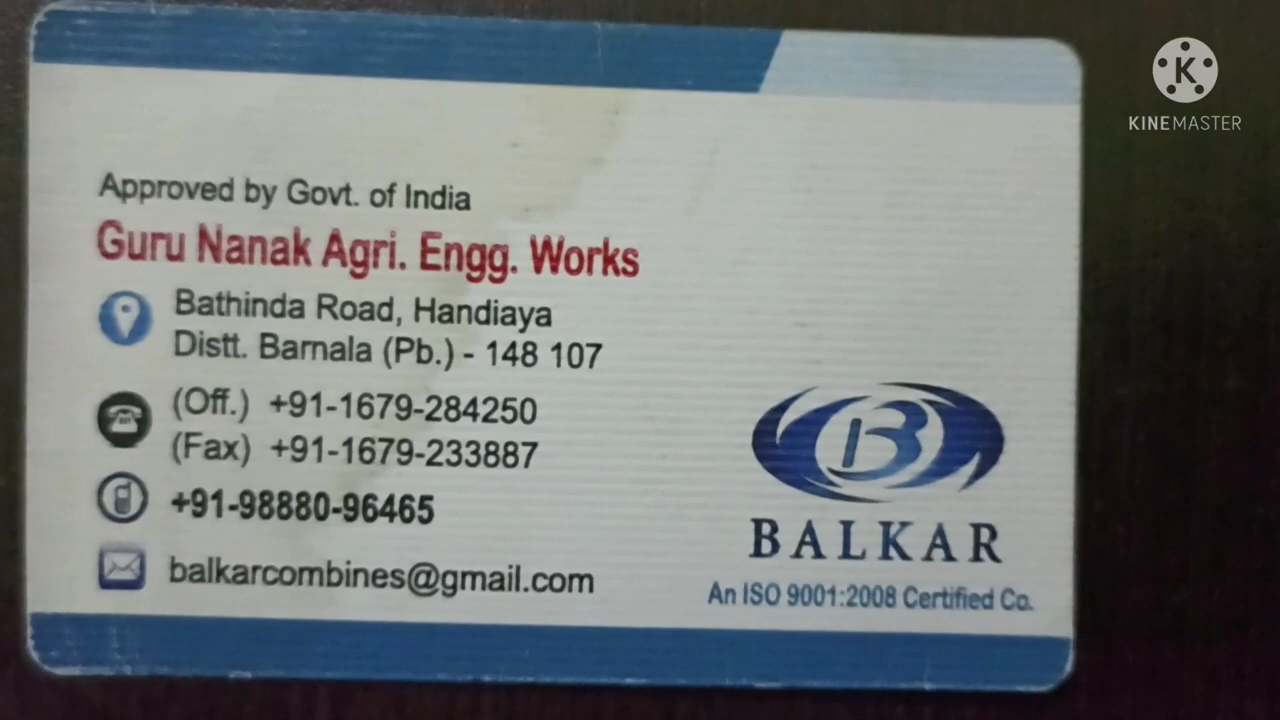 KINEMASTER
Approved by Govt. of India
Guru Nanak Agri. Engg. Works
Bathinda Road, Handiaya
Distt. Barnala (Pb.) - 148 107
(Off.) +91-1679-284250
(Fax) +91-1679-233887
+91-98880-96465
balkarcombines@gmail.com
B
BALKAR
An ISO 9001:2008 Certified Co.